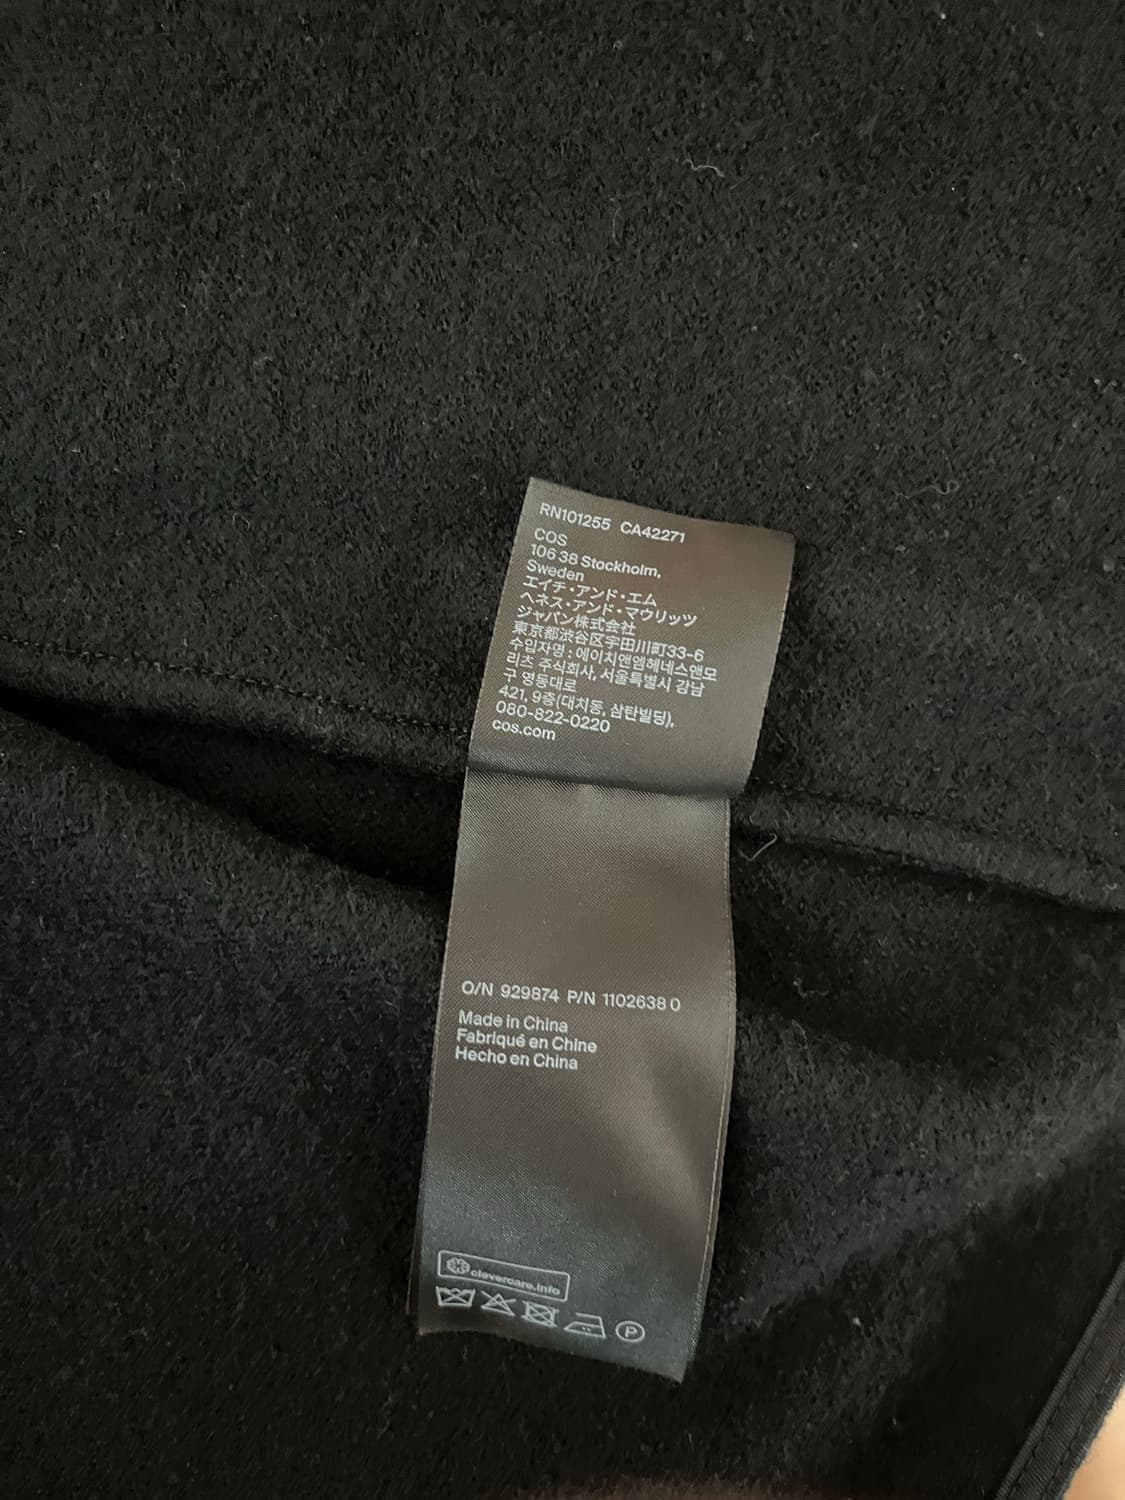 RN101255 CA42271
COS
106 38 Stockholm,
Sweden
エイチ・アンド・エム
ヘネス・アンド・マウリッツ
ジャパン株式会社
東京都渋谷区宇田川町33-6
수입자명 : 에이치앤엠헤네스앤모
리츠 주식회사, 서울특별시 강남
구 영동대로
421, 9층(대치동, 삼탄빌딩),
080-822-0220
cos.com
O/N 929874 P/N 1102638 0
Made in China
Fabriqué en Chine
Hecho en China
clevercare.info
P